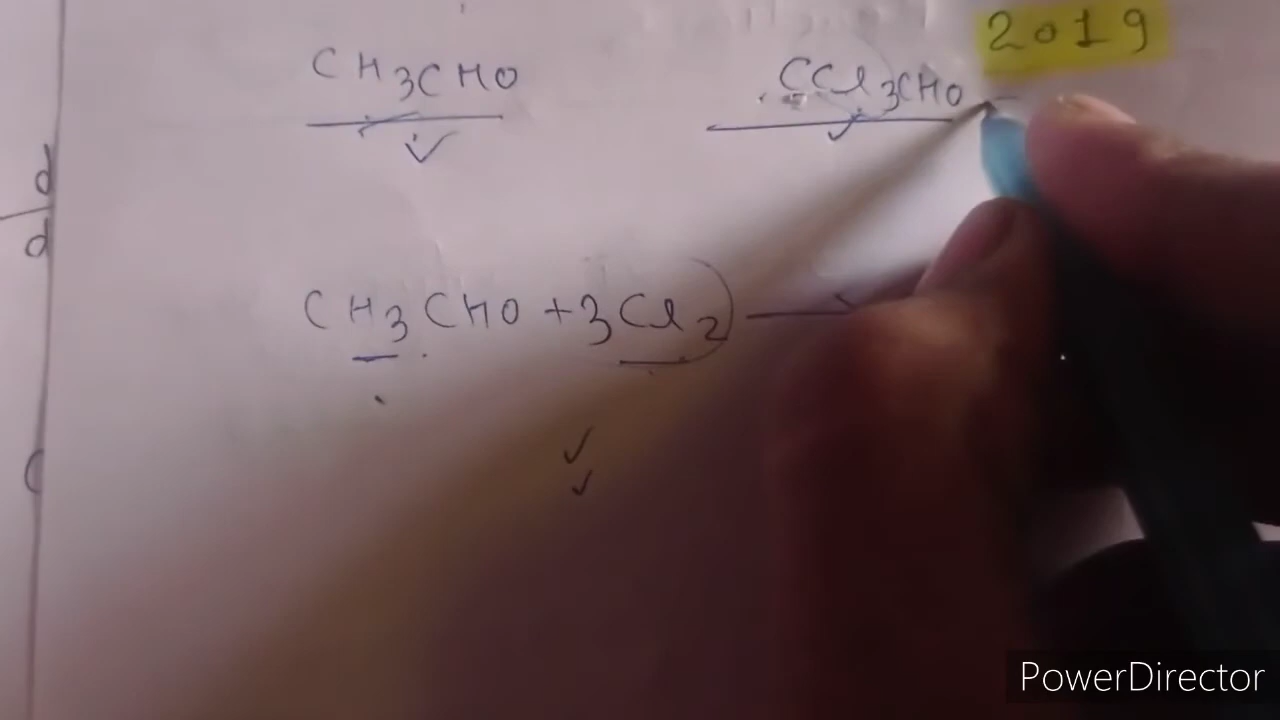 2019
CH3CHO CCl3CHO
d
d
CH3CHO + 3Cl2
PowerDirector